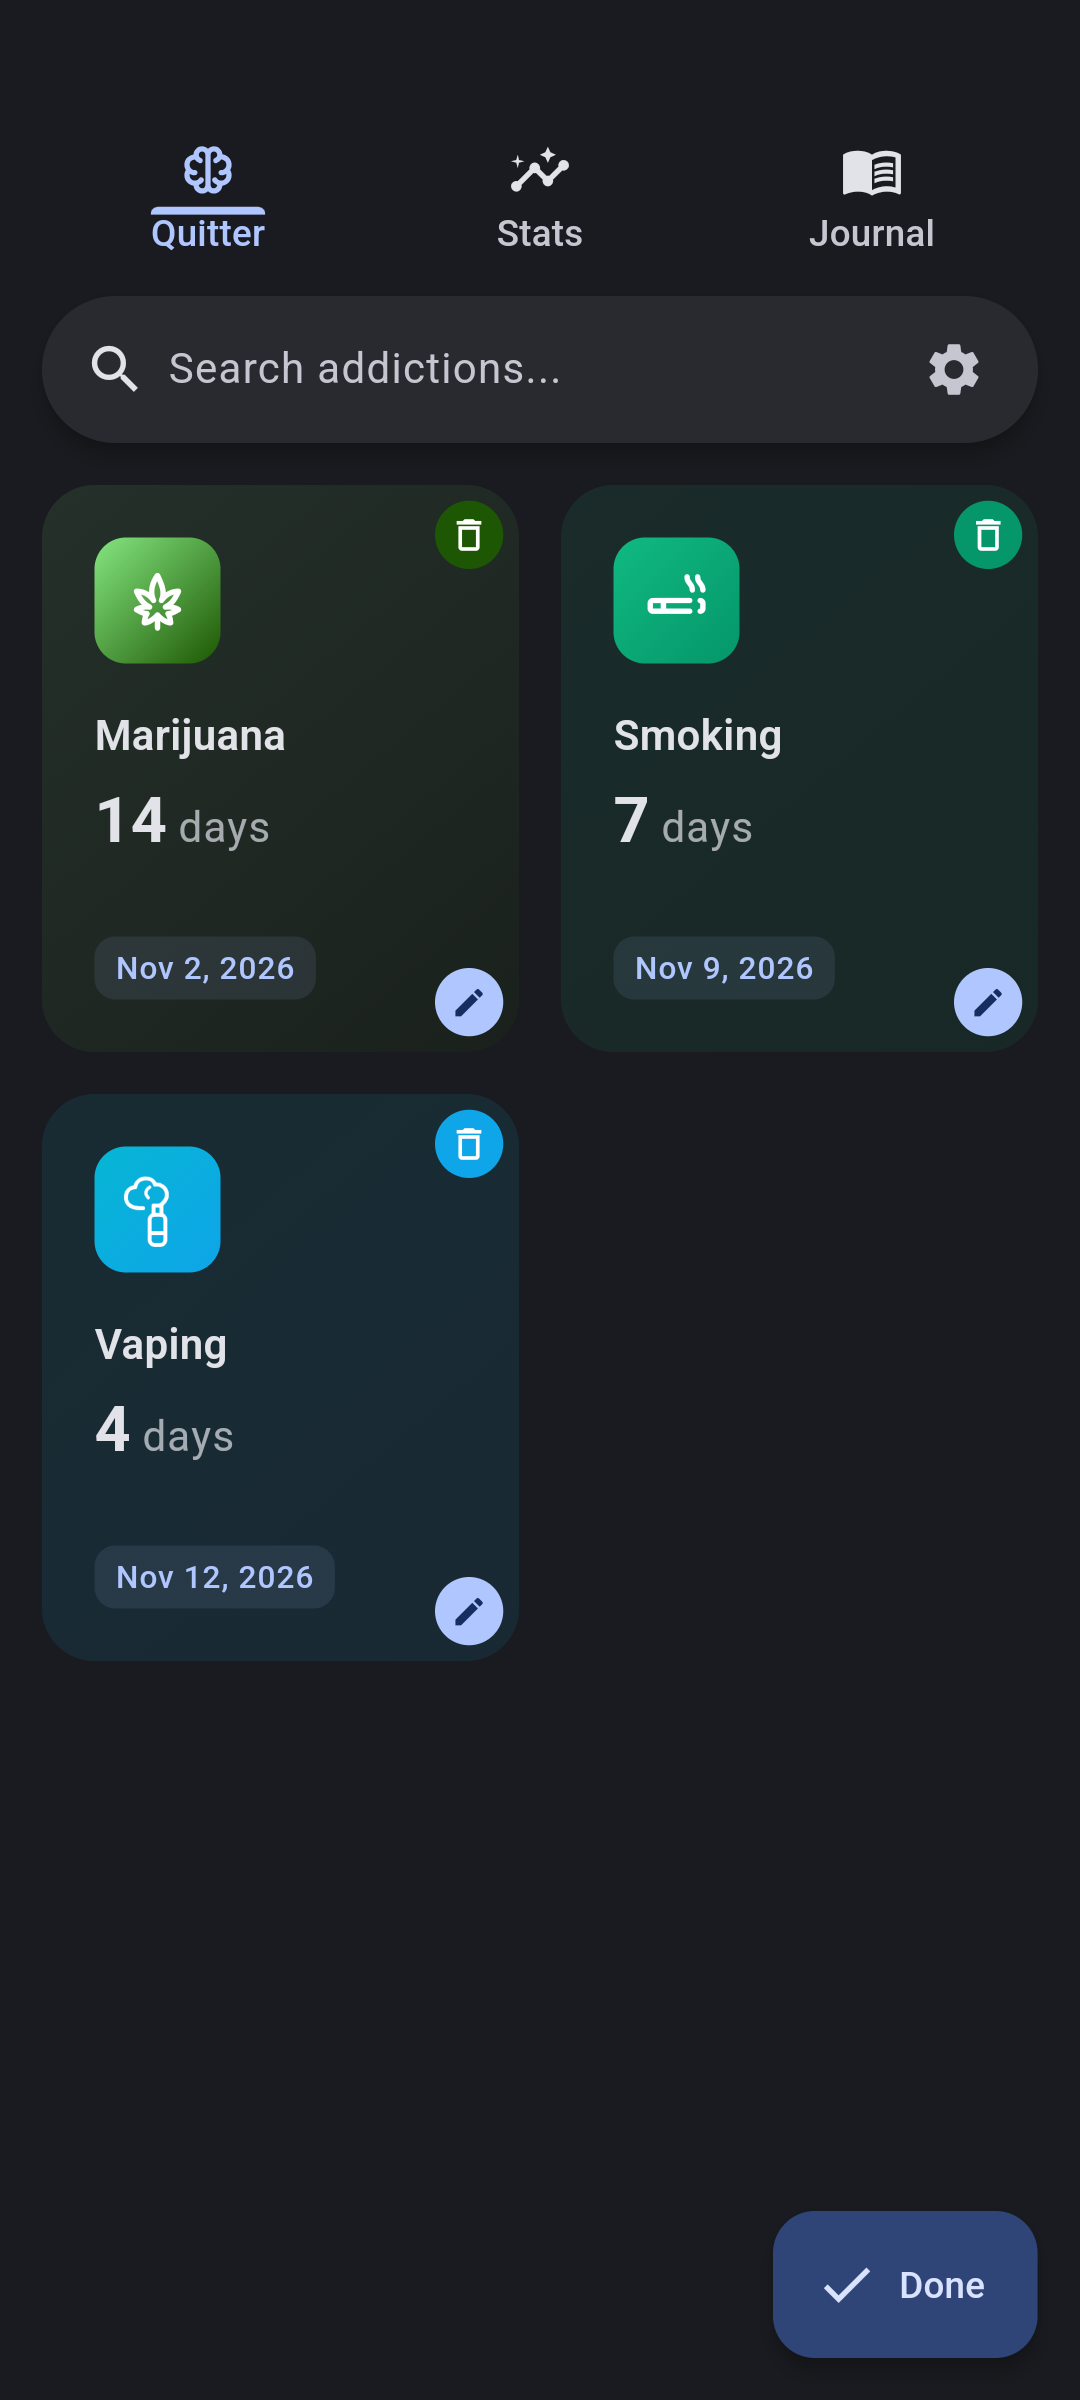 Quitter
Stats
Journal
Search addictions...
Marijuana
14 days
Nov 2, 2026
Smoking
7 days
Nov 9, 2026
Vaping
4 days
Nov 12, 2026
Done